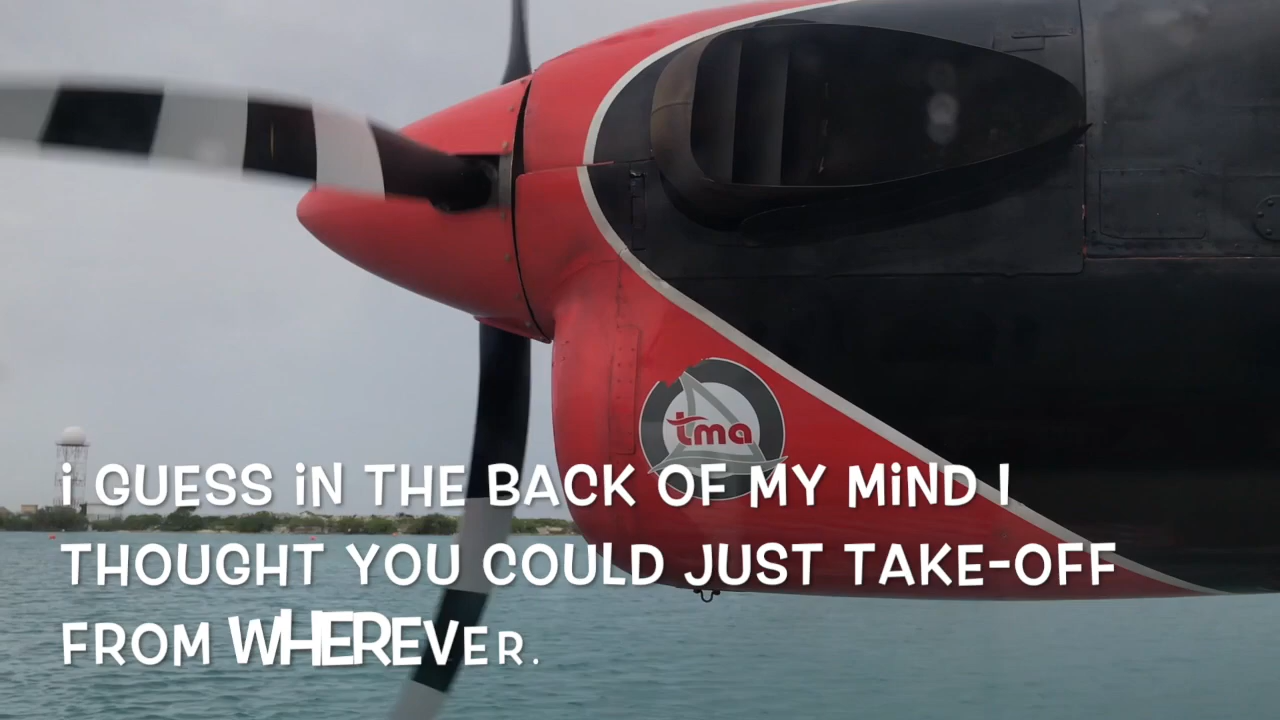 tma
i GUESS iN THE BACK OF MY MiND I
THOUGHT YOU COULD JUST TAKE-OFF
FROM WHEREVER.